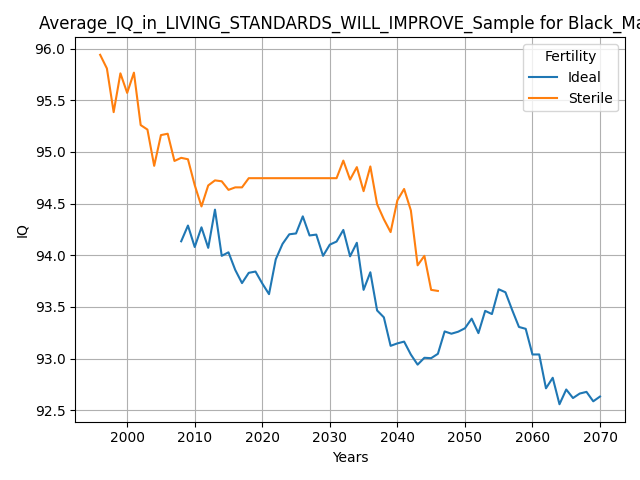 Average_IQ_in_LIVING_STANDARDS_WILL_IMPROVE_Sample for Black_Ma
96.0
95.5
95.0
94.5
94.0
93.5
93.0
92.5
IQ
Fertility
Ideal
Sterile
2000 2010 2020 2030 2040 2050 2060 2070
Years